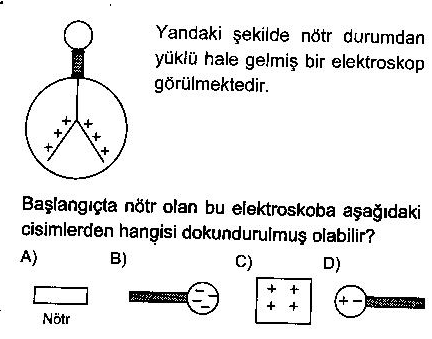 Yandaki şekilde nötr durumdan
yüklü hale gelmiş bir elektroskop
görülmektedir.
+ +
+ +
+ +
Başlangıçta nötr olan bu elektroskoba aşağıdaki
cisimlerden hangisi dokundurulmuş olabilir?
A) B) C) D)
− − − −
+ +
+ +
+ −
Nötr